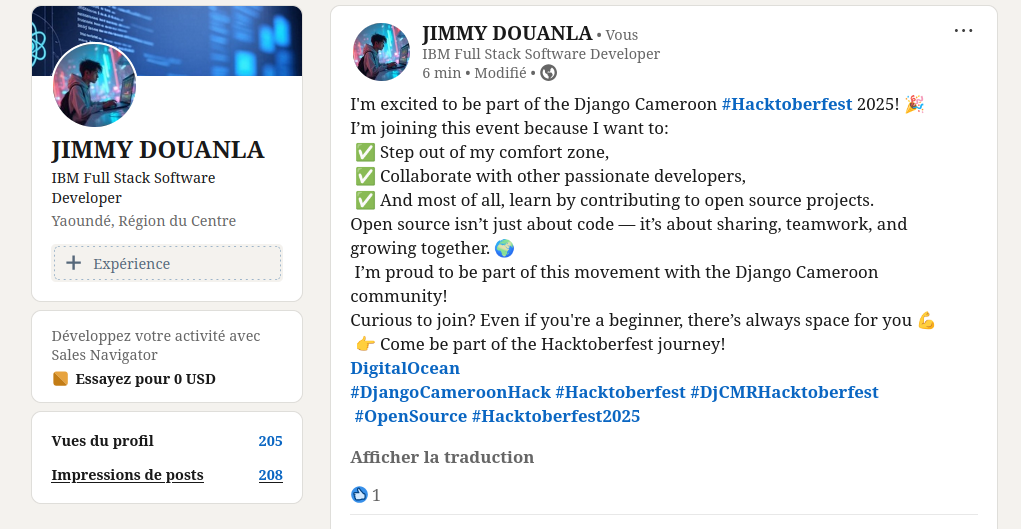 JIMMY DOUANLA
IBM Full Stack Software
Developer
Yaoundé, Région du Centre
+ Expérience
Développez votre activité avec
Sales Navigator
Essayez pour 0 USD
Vues du profil 205
Impressions de posts 208
JIMMY DOUANLA • Vous
IBM Full Stack Software Developer
6 min • Modifié •
I'm excited to be part of the Django Cameroon #Hacktoberfest 2025! 🎉
I’m joining this event because I want to:
✅ Step out of my comfort zone,
✅ Collaborate with other passionate developers,
✅ And most of all, learn by contributing to open source projects.
Open source isn’t just about code — it’s about sharing, teamwork, and
growing together. 🌍
I’m proud to be part of this movement with the Django Cameroon
community!
Curious to join? Even if you're a beginner, there’s always space for you 💪
👉 Come be part of the Hacktoberfest journey!
DigitalOcean
#DjangoCameroonHack #Hacktoberfest #DjCMRHacktoberfest
#OpenSource #Hacktoberfest2025
Afficher la traduction
1